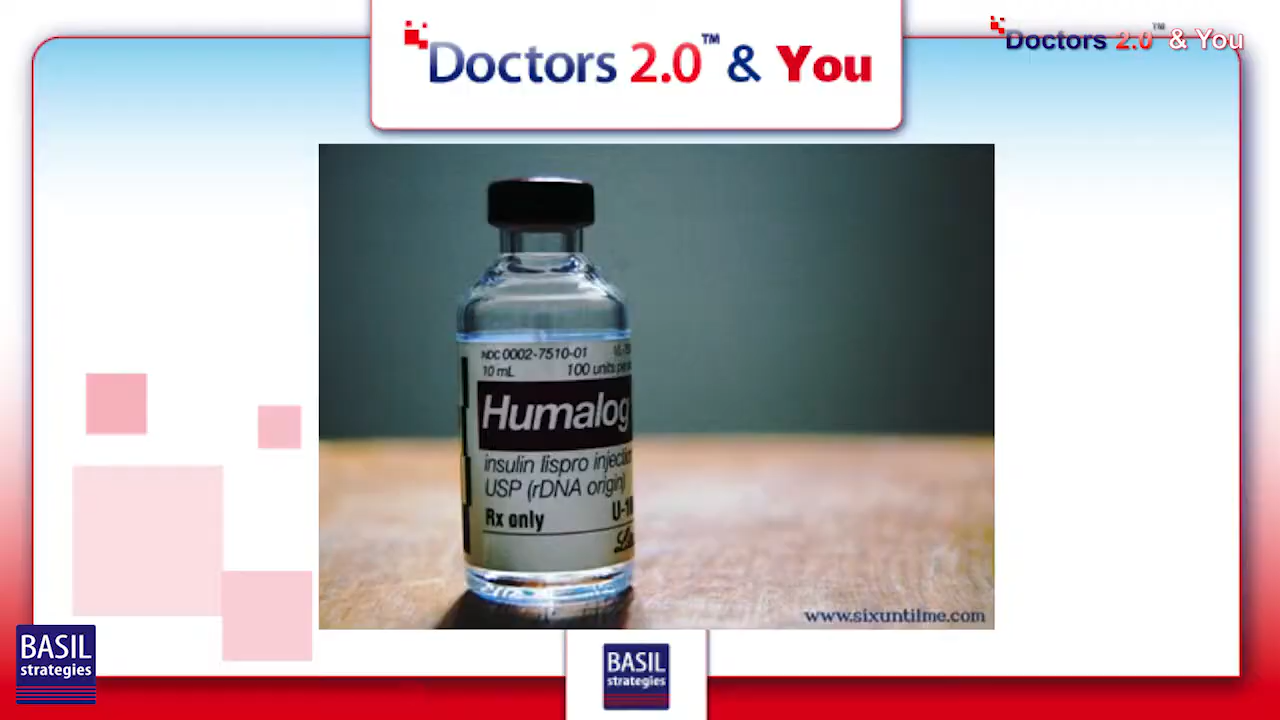 Doctors 2.0™ & You
Doctors 2.0™ & You
NDC 0002-7510-01
10 mL 100 units
Humalog
insulin lispro
USP (rDNA origin)
Rx only
www.sixuntilme.com
BASIL
strategies
BASIL
strategies